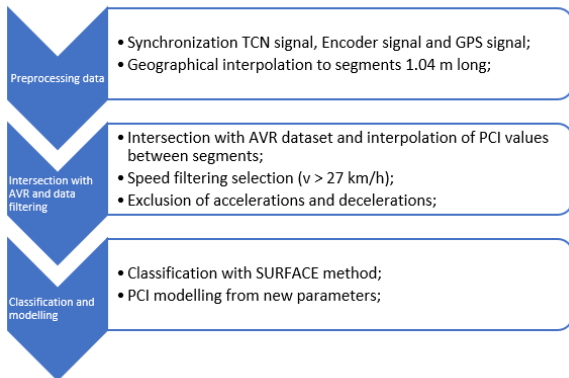 Preprocessing data
• Synchronization TCN signal, Encoder signal and GPS signal;
• Geographical interpolation to segments 1.04 m long;
Intersection with
AVR and data
filtering
• Intersection with AVR dataset and interpolation of PCI values
between segments;
• Speed filtering selection (v > 27 km/h);
• Exclusion of accelerations and decelerations;
Classification and
modelling
• Classification with SURFACE method;
• PCI modelling from new parameters;